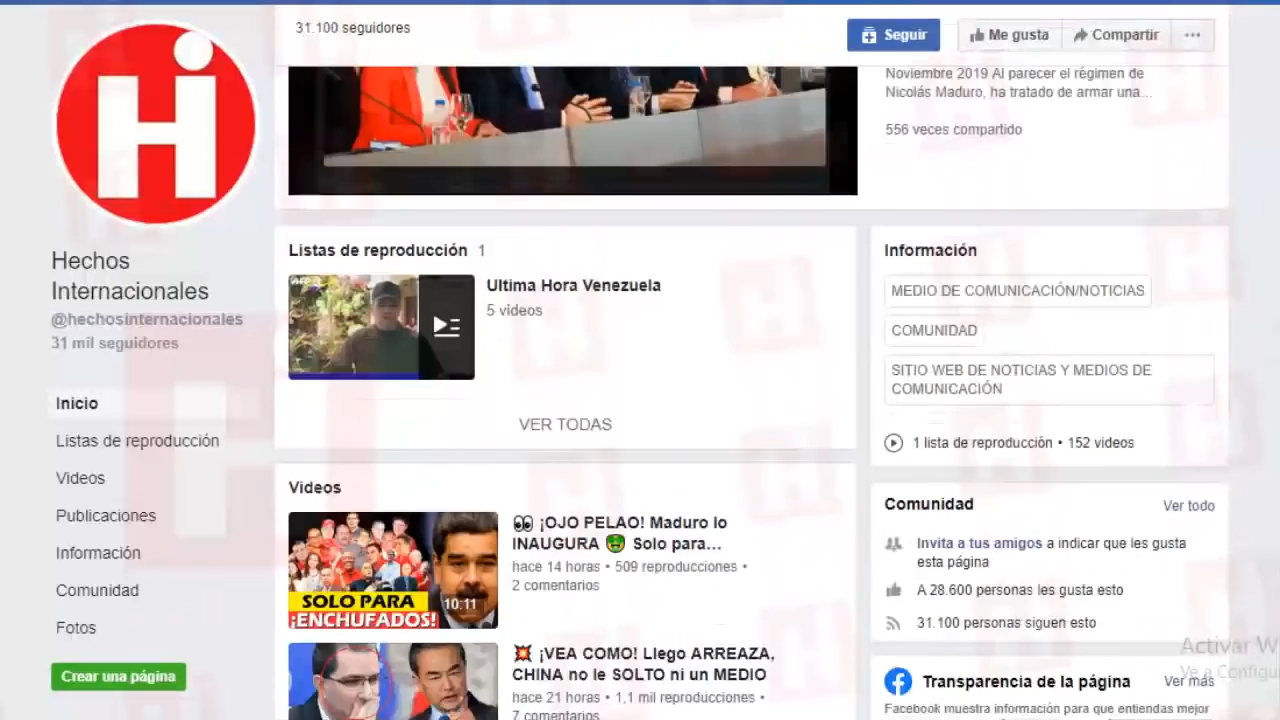 31.100 seguidores
Seguir
Me gusta
Compartir
Noviembre 2019 Al parecer el régimen de
Nicolás Maduro, ha tratado de armar una...
556 veces compartido
Hi
Hechos
Internacionales
@hechosinternacionales
31 mil seguidores
Inicio
Listas de reproducción
Videos
Publicaciones
Información
Comunidad
Fotos
Crear una página
Listas de reproducción 1
Ultima Hora Venezuela
5 videos
VER TODAS
Videos
¡OJO PELAO! Maduro lo
INAUGURA Solo para...
hace 14 horas • 509 reproducciones •
2 comentarios
SOLO PARA
¡ENCHUFADOS!
10:11
¡VEA COMO! Llego ARREAZA,
CHINA no le SOLTO ni un MEDIO
hace 21 horas • 1,1 mil reproducciones •
7 comentarios
Información
MEDIO DE COMUNICACIÓN/NOTICIAS
COMUNIDAD
SITIO WEB DE NOTICIAS Y MEDIOS DE
COMUNICACIÓN
1 lista de reproducción • 152 videos
Comunidad
Ver todo
Invita a tus amigos a indicar que les gusta
esta página
A 28.600 personas les gusta esto
31.100 personas siguen esto
Transparencia de la página
Ver más
Facebook muestra información para que entiendas mejor
Activar W
Ve a Configu